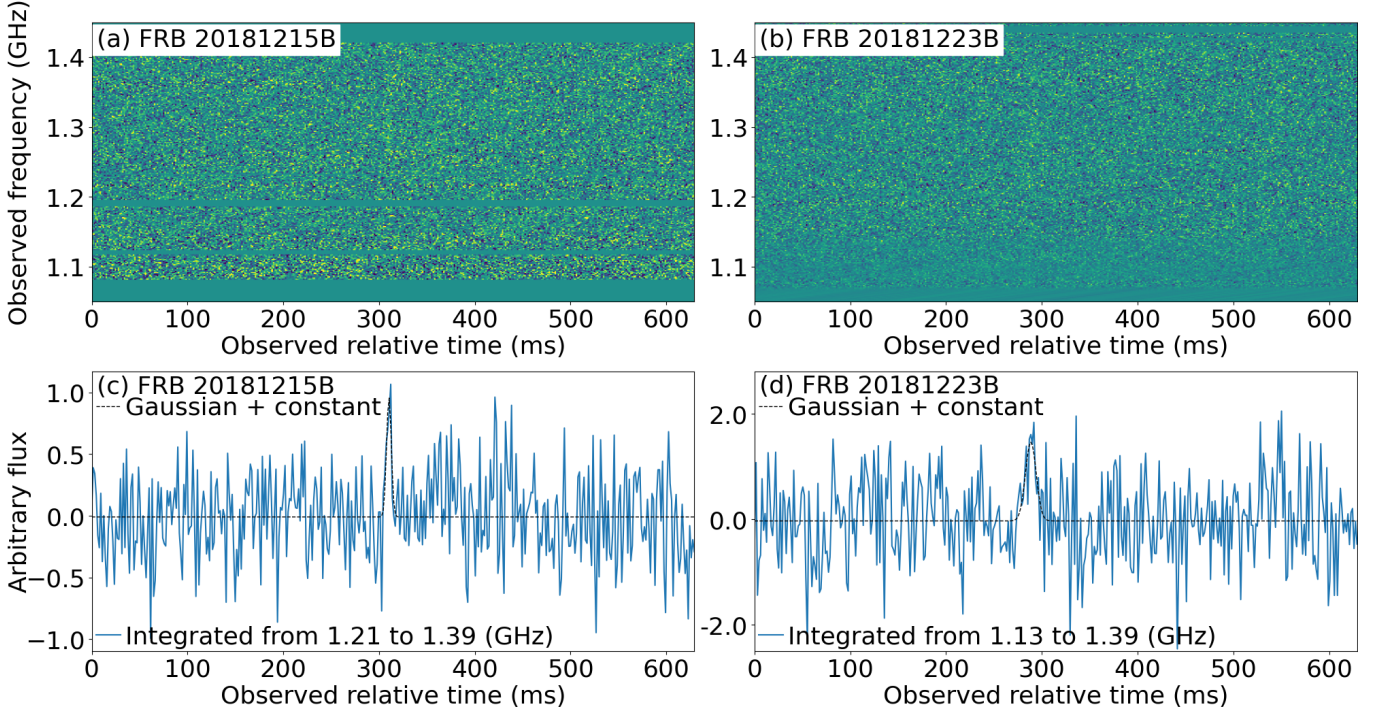 (a) FRB 20181215B
(b) FRB 20181223B
Observed frequency (GHz)
1.4
1.3
1.2
1.1
1.4
1.3
1.2
1.1
0 100 200 300 400 500 600
0 100 200 300 400 500 600
Observed relative time (ms)
Observed relative time (ms)
(c) FRB 20181215B
Gaussian + constant
(d) FRB 20181223B
Gaussian + constant
Arbitrary flux
1.0
0.5
0.0
−0.5
−1.0
2.0
0.0
-2.0
Integrated from 1.21 to 1.39 (GHz)
Integrated from 1.13 to 1.39 (GHz)
0 100 200 300 400 500 600
0 100 200 300 400 500 600
Observed relative time (ms)
Observed relative time (ms)